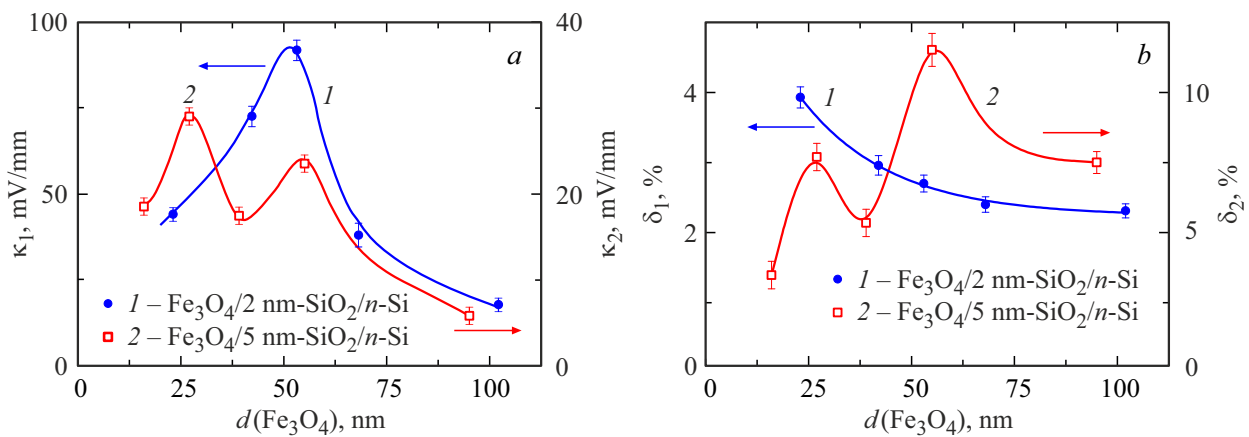 100
40
5
a
b
2
1
1
2
4
10
κ₁, mV/mm
50
20
κ₂, mV/mm
δ₁, %
2
5
δ₂, %
1 – Fe₃O₄/2 nm-SiO₂/n-Si
2 – Fe₃O₄/5 nm-SiO₂/n-Si
1 – Fe₃O₄/2 nm-SiO₂/n-Si
2 – Fe₃O₄/5 nm-SiO₂/n-Si
0
0
0
0
0 25 50 75 100
0 25 50 75 100
d(Fe₃O₄), nm
d(Fe₃O₄), nm